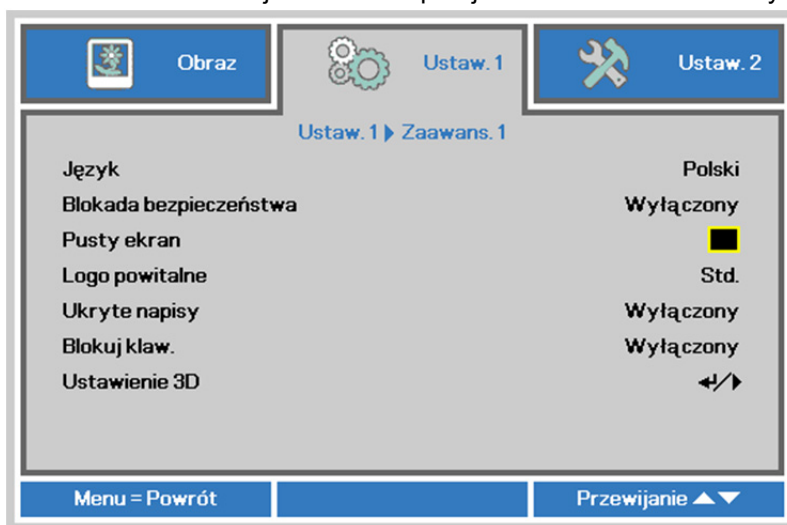 Obraz
Ustaw. 1
Ustaw. 2
Ustaw. 1 Zaawans. 1
Język Polski
Blokada bezpieczeństwa Wyłączony
Pusty ekran
Logo powitalne Std.
Ukryte napisy Wyłączony
Blokuj klaw. Wyłączony
Ustawienie 3D ↵/▶
Menu = Powrót
Przewijanie ▲▼